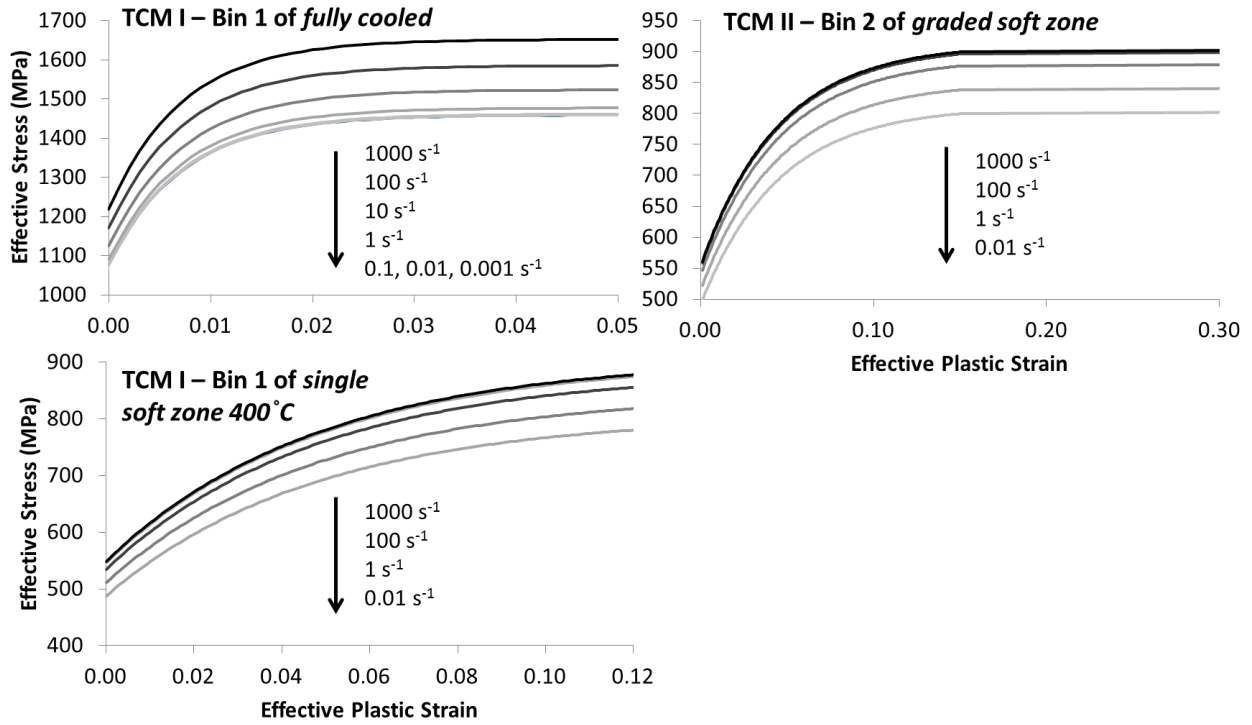 TCM I – Bin 1 of fully cooled
Effective Stress (MPa)
1700
1600
1500
1400
1300
1200
1100
1000
0.00 0.01 0.02 0.03 0.04 0.05
1000 s⁻¹
100 s⁻¹
10 s⁻¹
1 s⁻¹
0.1, 0.01, 0.001 s⁻¹
TCM II – Bin 2 of graded soft zone
950
900
850
800
750
700
650
600
550
500
0.00 0.10 0.20 0.30
Effective Plastic Strain
1000 s⁻¹
100 s⁻¹
1 s⁻¹
0.01 s⁻¹
TCM I – Bin 1 of single
soft zone 400˚C
Effective Stress (MPa)
900
800
700
600
500
400
0.00 0.02 0.04 0.06 0.08 0.10 0.12
Effective Plastic Strain
1000 s⁻¹
100 s⁻¹
1 s⁻¹
0.01 s⁻¹